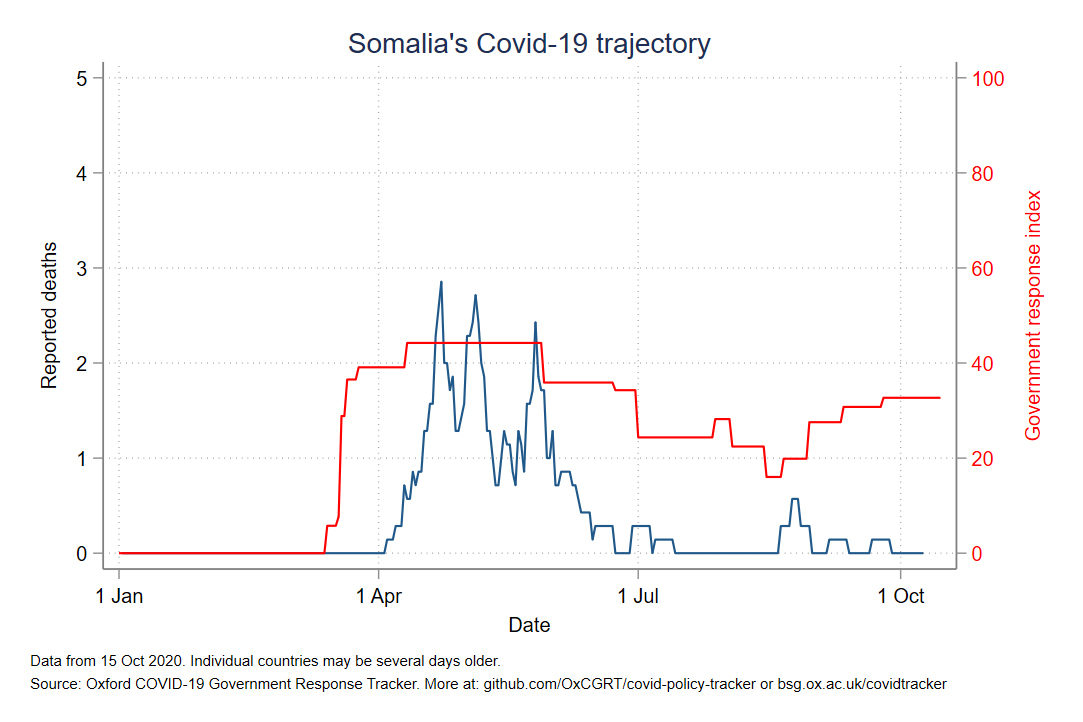 Somalia's Covid-19 trajectory
5
4
3
2
1
0
Reported deaths
100
80
60
40
20
0
Government response index
1 Jan
1 Apr
1 Jul
1 Oct
Date
Data from 15 Oct 2020. Individual countries may be several days older.
Source: Oxford COVID-19 Government Response Tracker. More at: github.com/OxCGRT/covid-policy-tracker or bsg.ox.ac.uk/covidtracker